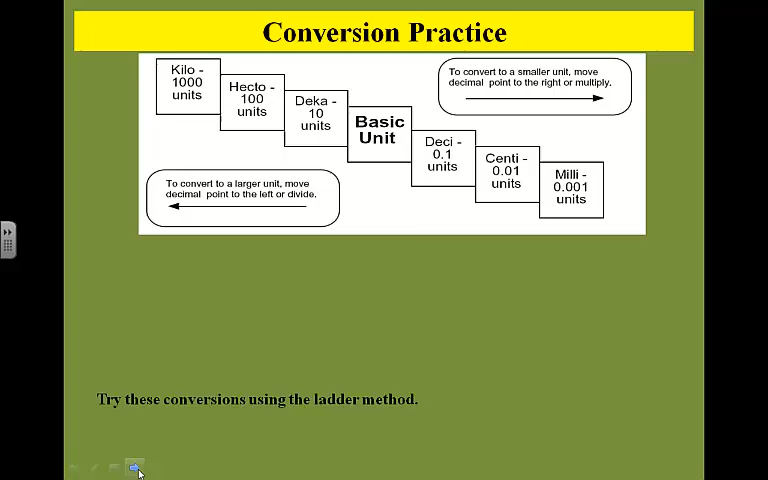 Conversion Practice
Kilo -
1000
units
Hecto -
100
units
Deka -
10
units
Basic
Unit
Deci -
0.1
units
Centi -
0.01
units
Milli -
0.001
units
To convert to a smaller unit, move
decimal point to the right or multiply.
To convert to a larger unit, move
decimal point to the left or divide.
Try these conversions using the ladder method.